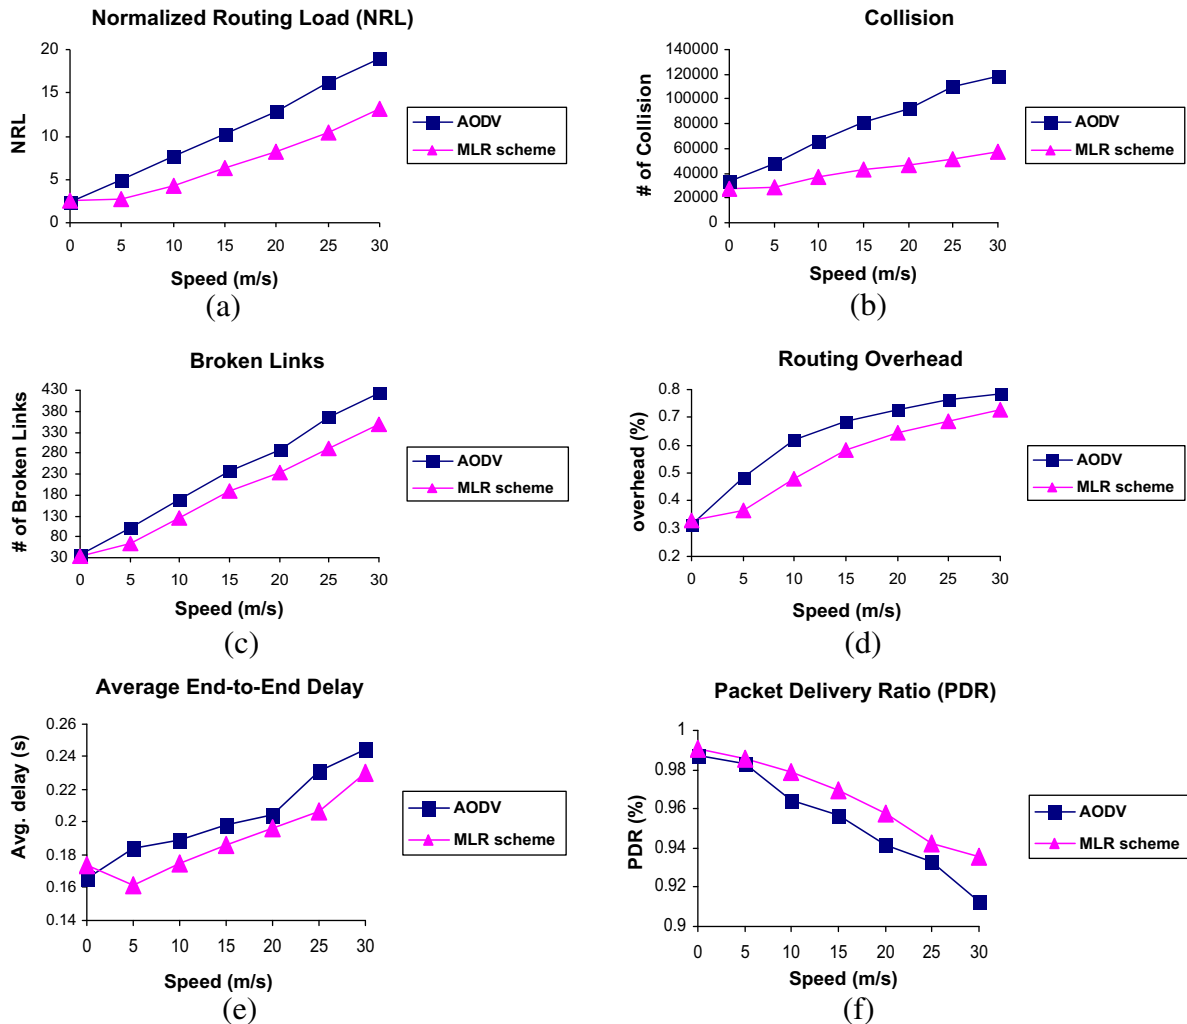 Normalized Routing Load (NRL)
NRL
20
15
10
5
0
0 5 10 15 20 25 30
Speed (m/s)
AODV
MLR scheme
(a)
Collision
# of Collision
140000
120000
100000
80000
60000
40000
20000
0
0 5 10 15 20 25 30
Speed (m/s)
AODV
MLR scheme
(b)
Broken Links
# of Broken Links
430
380
330
280
230
180
130
80
30
0 5 10 15 20 25 30
Speed (m/s)
AODV
MLR scheme
(c)
Routing Overhead
overhead (%)
0.8
0.7
0.6
0.5
0.4
0.3
0.2
0 5 10 15 20 25 30
Speed (m/s)
AODV
MLR scheme
(d)
Average End-to-End Delay
Avg. delay (s)
0.26
0.24
0.22
0.2
0.18
0.16
0.14
0 5 10 15 20 25 30
Speed (m/s)
AODV
MLR scheme
(e)
Packet Delivery Ratio (PDR)
PDR (%)
1
0.98
0.96
0.94
0.92
0.9
0 5 10 15 20 25 30
Speed (m/s)
AODV
MLR scheme
(f)